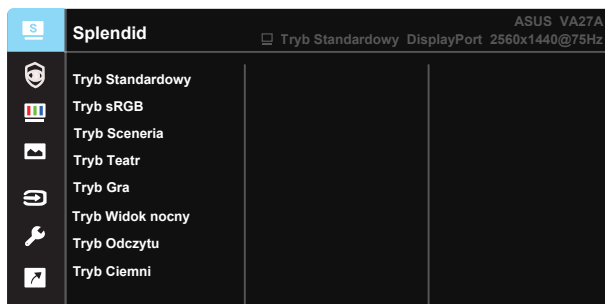 S
Splendid
ASUS VA27A
Tryb Standardowy DisplayPort 2560x1440@75Hz
Tryb Standardowy
Tryb sRGB
Tryb Sceneria
Tryb Teatr
Tryb Gra
Tryb Widok nocny
Tryb Odczytu
Tryb Ciemni